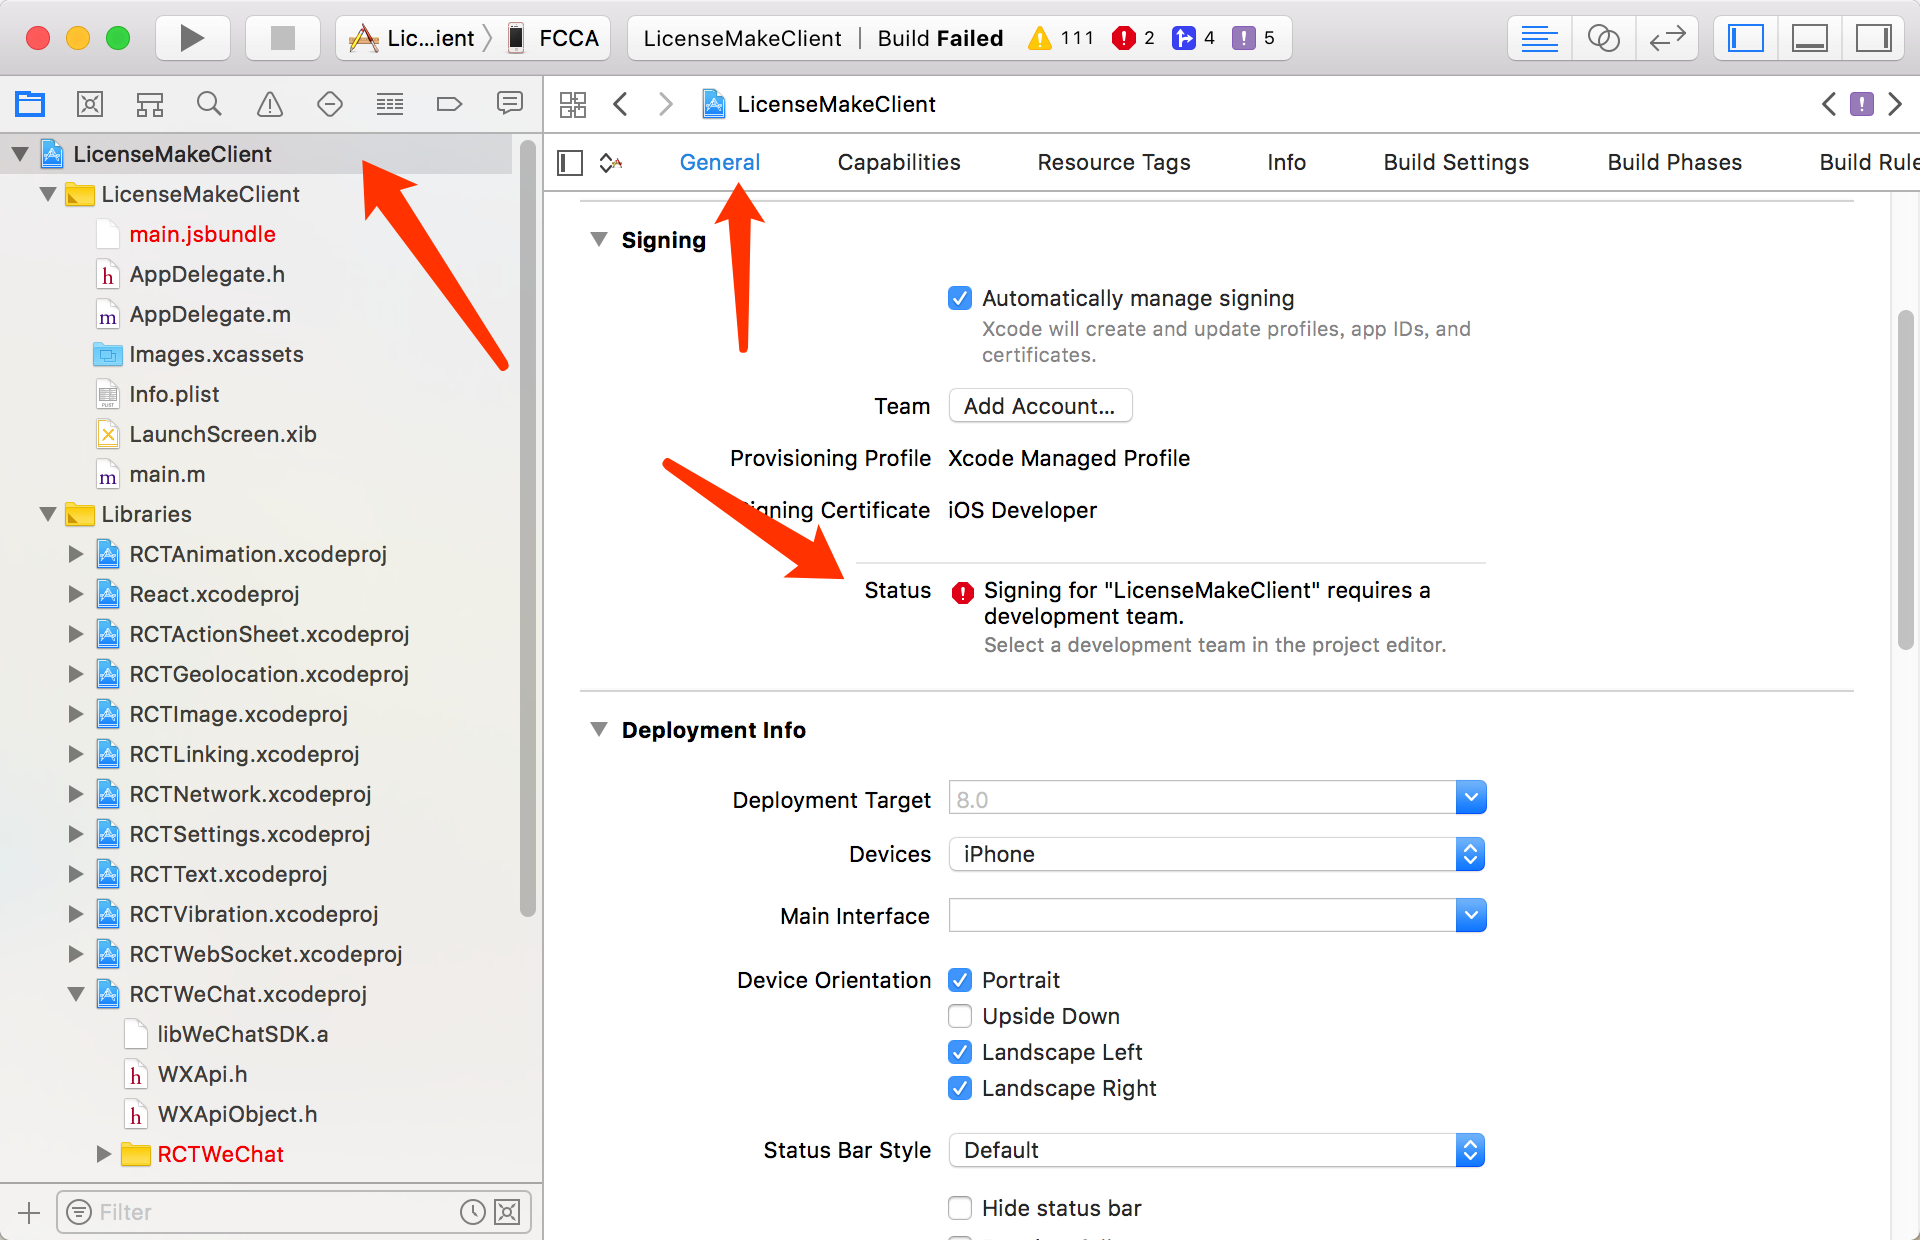 Lic...ient
FCCA
LicenseMakeClient
Build Failed
111
2
4
5
LicenseMakeClient
General
Capabilities
Resource Tags
Info
Build Settings
Build Phases
Build Rule
LicenseMakeClient
LicenseMakeClient
main.jsbundle
AppDelegate.h
AppDelegate.m
Images.xcassets
Info.plist
LaunchScreen.xib
main.m
Libraries
RCTAnimation.xcodeproj
React.xcodeproj
RCTActionSheet.xcodeproj
RCTGeolocation.xcodeproj
RCTImage.xcodeproj
RCTLinking.xcodeproj
RCTNetwork.xcodeproj
RCTSettings.xcodeproj
RCTText.xcodeproj
RCTVibration.xcodeproj
RCTWebSocket.xcodeproj
RCTWeChat.xcodeproj
libWeChatSDK.a
WXApi.h
WXApiObject.h
RCTWeChat
Filter
Signing
Automatically manage signing
Xcode will create and update profiles, app IDs, and
certificates.
Team
Add Account...
Provisioning Profile
Xcode Managed Profile
igning Certificate
iOS Developer
Status
Signing for "LicenseMakeClient" requires a
development team.
Select a development team in the project editor.
Deployment Info
Deployment Target
8.0
Devices
iPhone
Main Interface
Device Orientation
Portrait
Upside Down
Landscape Left
Landscape Right
Status Bar Style
Default
Hide status bar